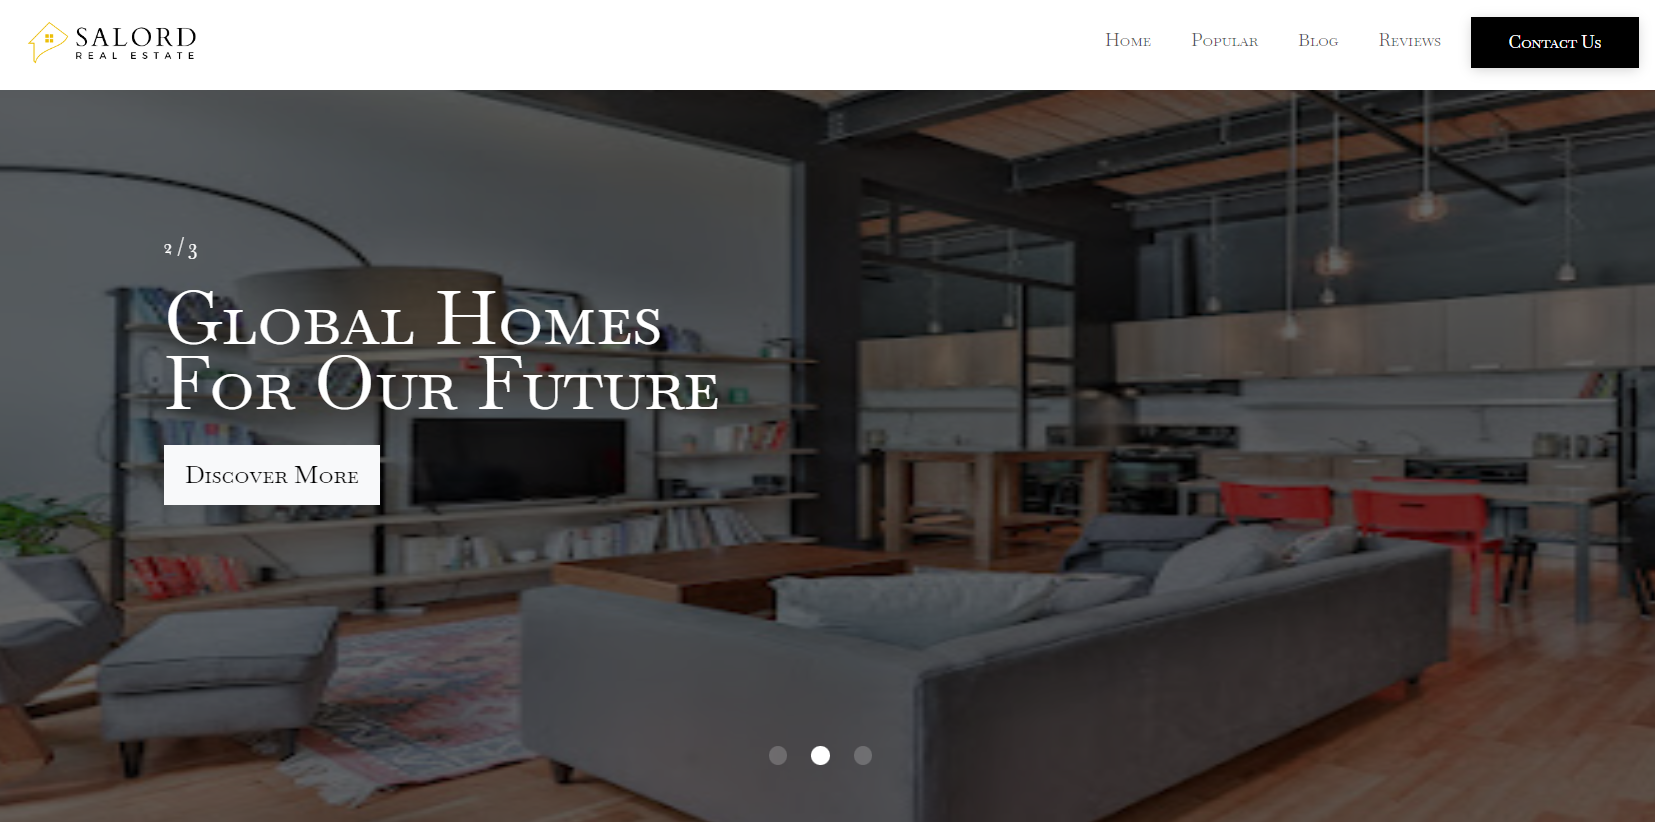 SALORD
REAL ESTATE
Home Popular Blog Reviews Contact Us
2 / 3
Global Homes
For Our Future
Discover More